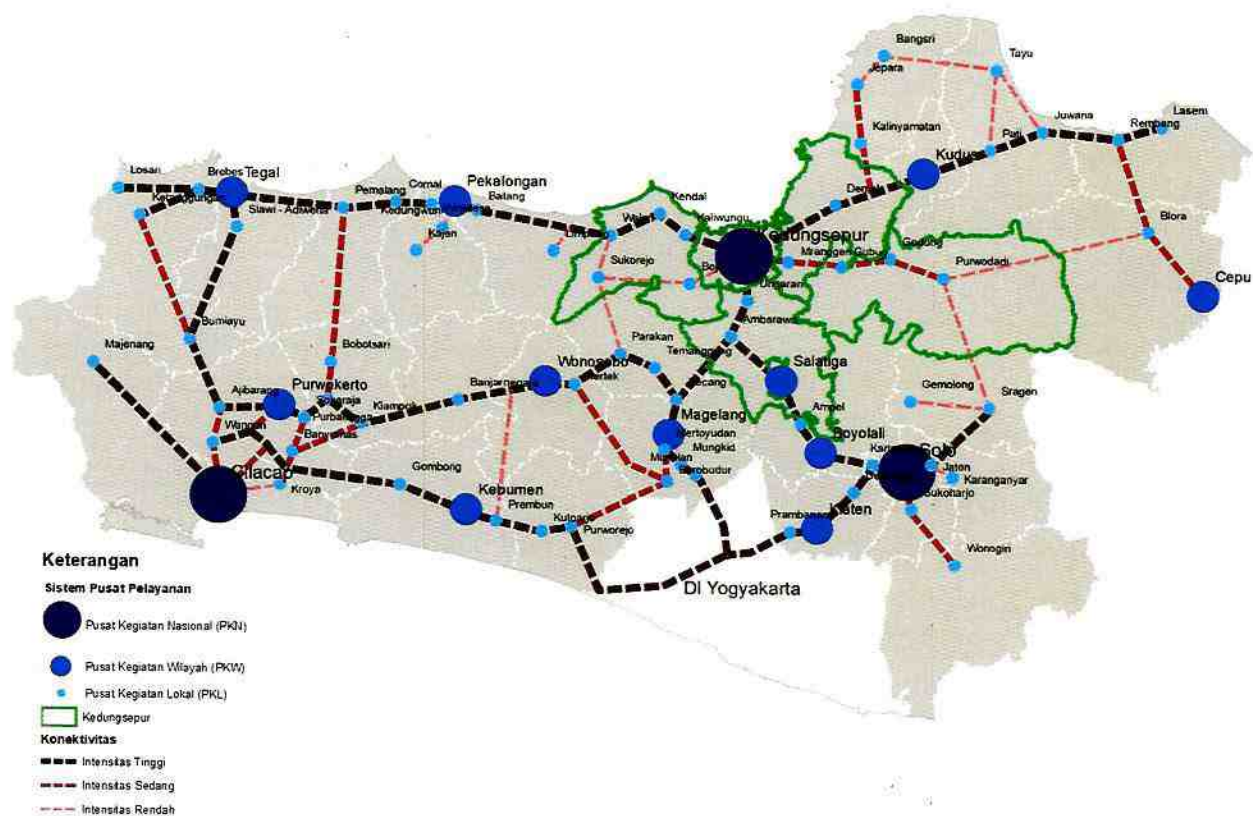 Bangsri
Tayu
Jepara
Lasem
Juwana
Rembang
Kalinyamatan
Pati
Losari
Brebes
Tegal
Kudus
Comal
Pekalongan
Pemalang
Slawi - Adiwerna
Batang
Kendal
Demak
Kajen
Kaliwungu
Blora
Kedungsepur
Godong
Sukorejo
Mranggen
Gubug
Purwodadi
Ungaran
Cepu
Bumiayu
Ambarawa
Parakan
Majenang
Bobotsari
Temanggung
Salatiga
Wonosobo
Secang
Ajibarang
Purwokerto
Banjarnegara
Kertek
Gemolong
Sragen
Sokaraja
Klampok
Purbalingga
Ampel
Magelang
Wangon
Banyumas
Mertoyudan
Boyolali
Mungkid
Solo
Cilacap
Gombong
Borobudur
Jaten
Karanganyar
Kroya
Kebumen
Sukoharjo
Prembun
Prambanan
Klaten
Kutoarjo
Purworejo
Wonogiri
DI Yogyakarta
Keterangan
Sistem Pusat Pelayanan
Pusat Kegiatan Nasional (PKN)
Pusat Kegiatan Wilayah (PKW)
Pusat Kegiatan Lokal (PKL)
Kedungsepur
Konektivitas
Intensitas Tinggi
Intensitas Sedang
Intensitas Rendah